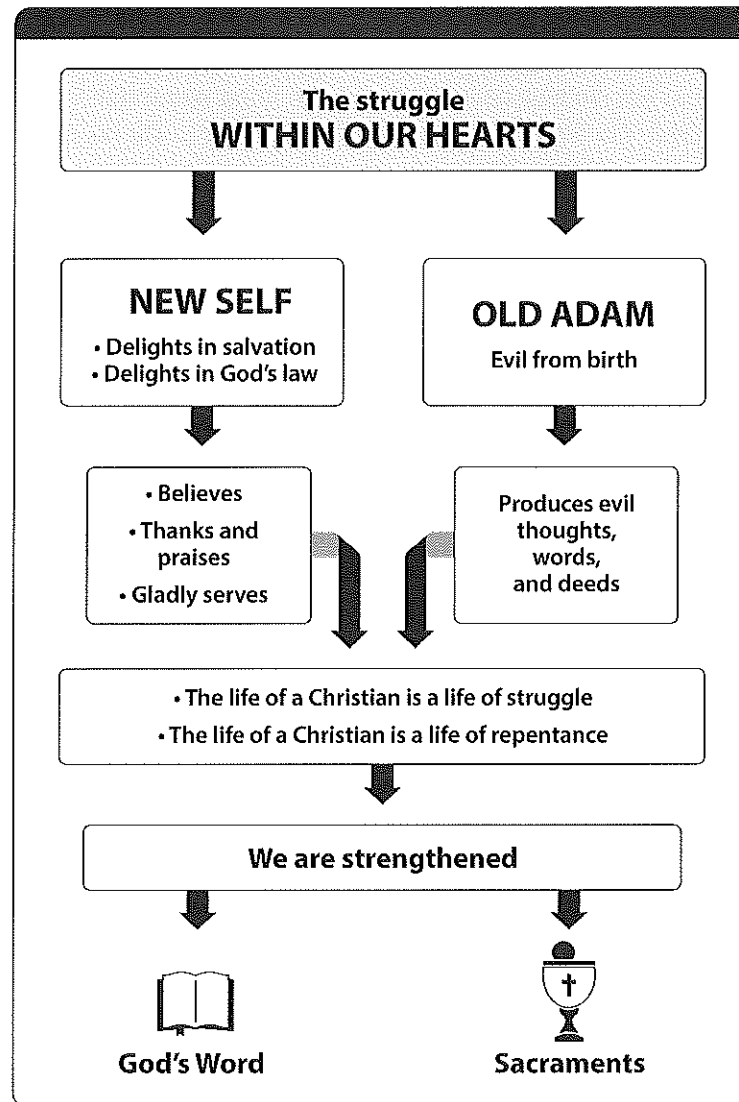 The struggle
WITHIN OUR HEARTS
NEW SELF
• Delights in salvation
• Delights in God's law
OLD ADAM
Evil from birth
• Believes
• Thanks and
praises
• Gladly serves
Produces evil
thoughts,
words,
and deeds
• The life of a Christian is a life of struggle
• The life of a Christian is a life of repentance
We are strengthened
God's Word
Sacraments